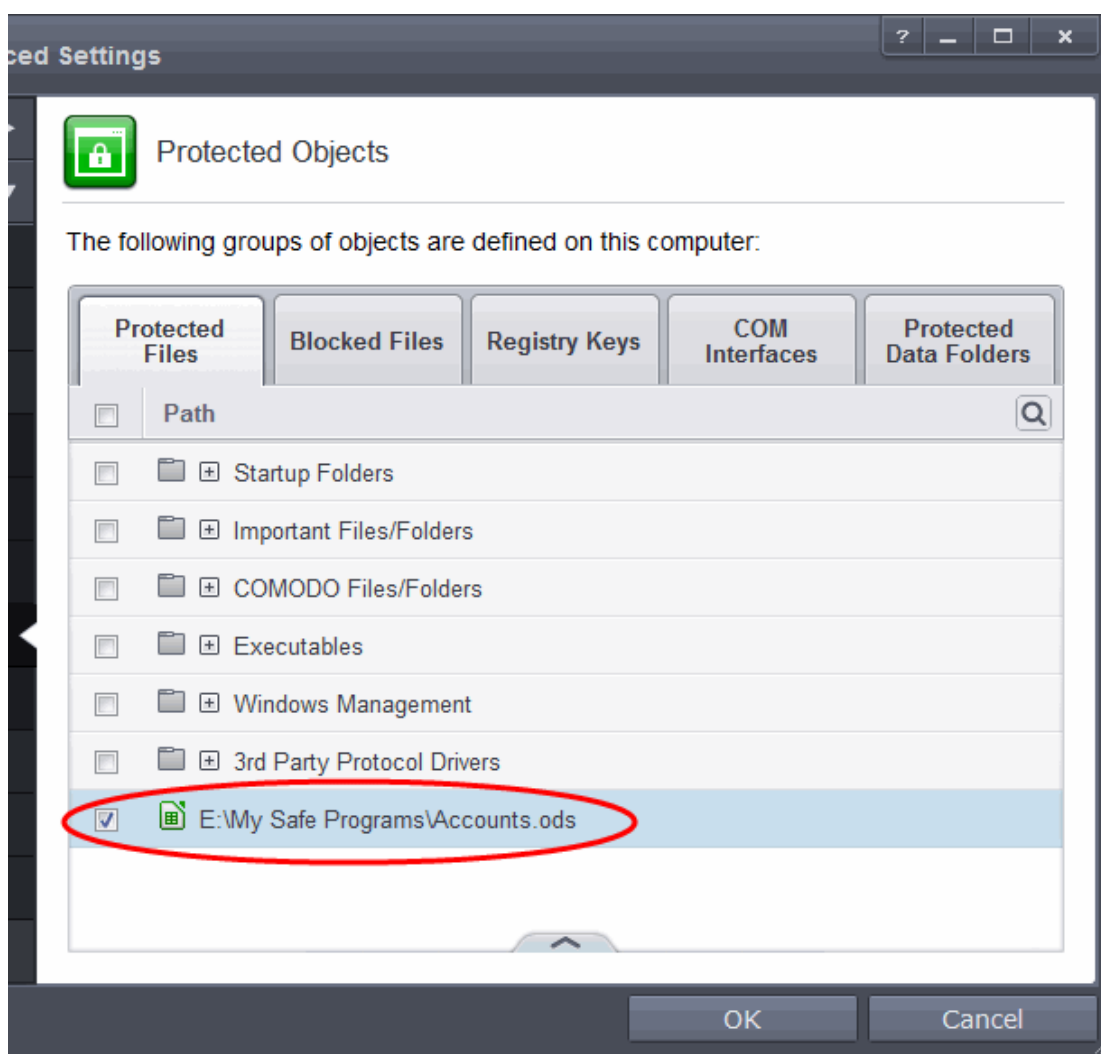 ced Settings
?
Protected Objects
The following groups of objects are defined on this computer:
Protected
Files
Blocked Files
Registry Keys
COM
Interfaces
Protected
Data Folders
Path
Startup Folders
Important Files/Folders
COMODO Files/Folders
Executables
Windows Management
3rd Party Protocol Drivers
E:\My Safe Programs\Accounts.ods
OK
Cancel